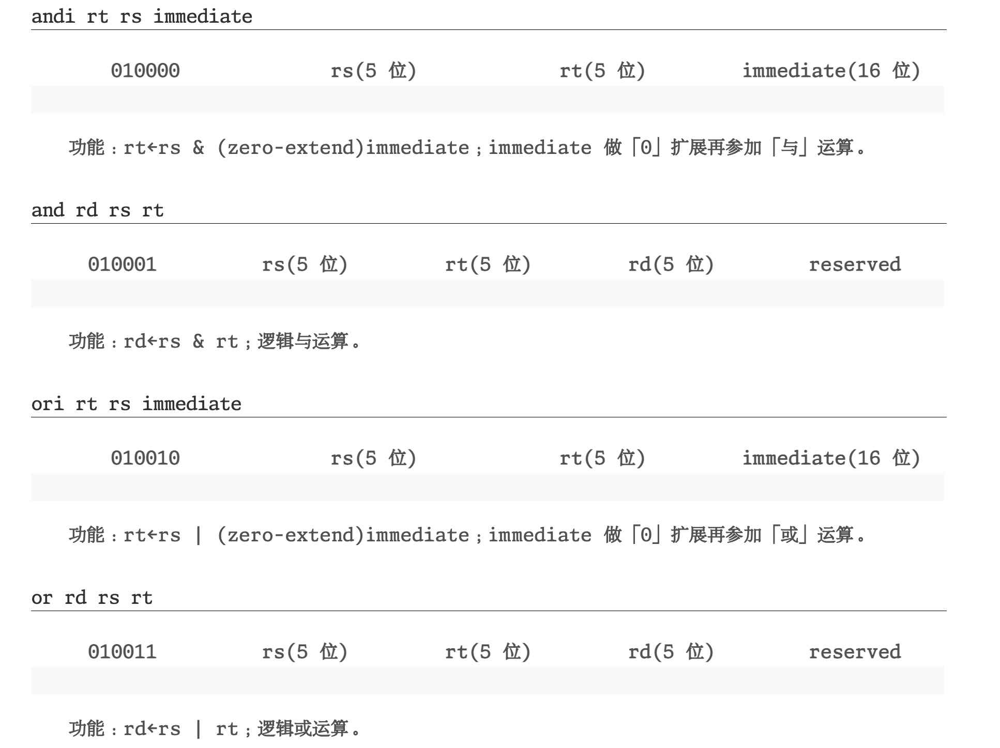 andi rt rs immediate
010000 rs(5 位) rt(5 位) immediate(16 位)
功能：rt←rs & (zero-extend)immediate；immediate 做「0」扩展再参加「与」运算。
and rd rs rt
010001 rs(5 位) rt(5 位) rd(5 位) reserved
功能：rd←rs & rt；逻辑与运算。
ori rt rs immediate
010010 rs(5 位) rt(5 位) immediate(16 位)
功能：rt←rs | (zero-extend)immediate；immediate 做「0」扩展再参加「或」运算。
or rd rs rt
010011 rs(5 位) rt(5 位) rd(5 位) reserved
功能：rd←rs | rt；逻辑或运算。